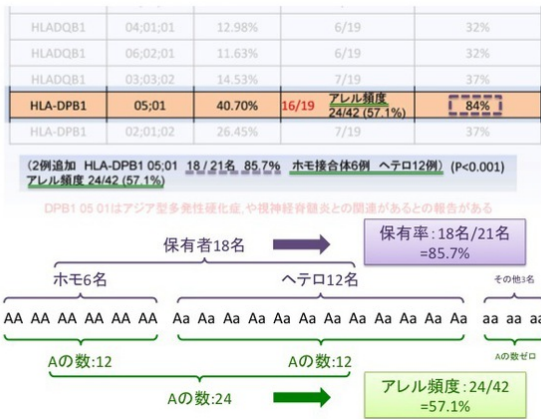 HLADQB1 04;01;01 12.98% 6/19 32%
HLADQB1 06;02;01 11.63% 6/19 32%
HLADQB1 03;03;02 14.53% 7/19 37%
HLA-DPB1 05;01 40.70% 16/19 アレル頻度 24/42 (57.1%) 84%
HLA-DPB1 02;01;02 26.45% 7/19 37%
(2例追加 HLA-DPB1 05;01 18/21名 85.7% ホモ接合体6例 ヘテロ12例) (P<0.001)
アレル頻度 24/42 (57.1%)
DPB1 05 01はアジア型多発性硬化症,や視神経脊髄炎との関連があるとの報告がある
保有者18名
保有率:18名/21名
=85.7%
ホモ6名 ヘテロ12名 その他3名
AA AA AA AA AA AA Aa Aa Aa Aa Aa Aa Aa Aa Aa Aa Aa Aa aa aa aa
Aの数:12 Aの数:12 Aの数ゼロ
Aの数:24
アレル頻度:24/42
=57.1%